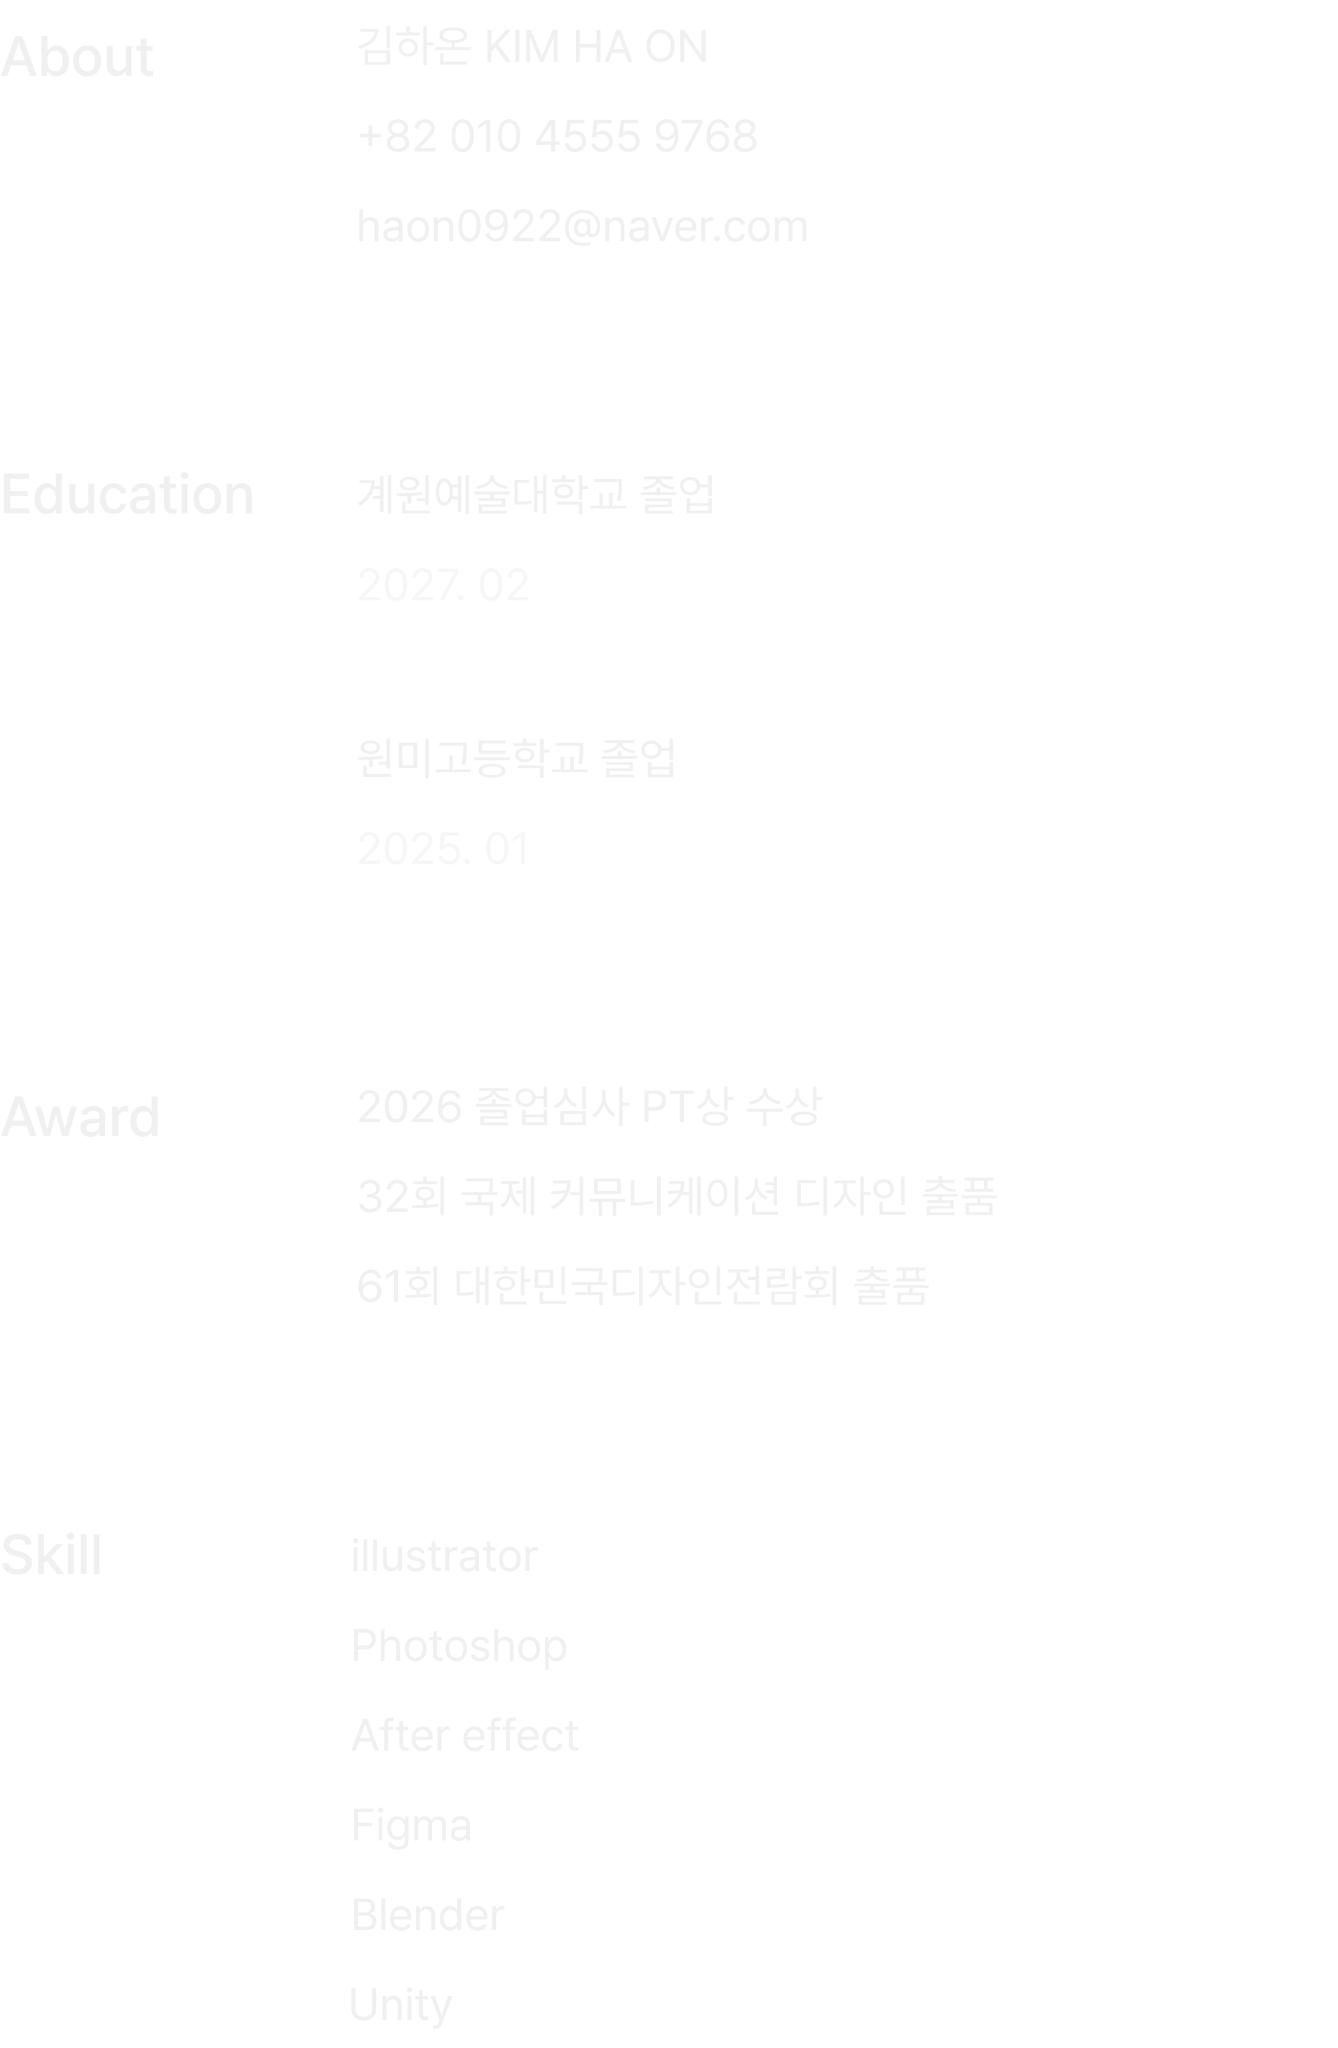 About
김하온 KIM HA ON
+82 010 4555 9768
haon0922@naver.com
Education
계원예술대학교 졸업
2027. 02
원미고등학교 졸업
2025. 01
Award
2026 졸업심사 PT상 수상
32회 국제 커뮤니케이션 디자인 출품
61회 대한민국디자인전람회 출품
Skill
illustrator
Photoshop
After effect
Figma
Blender
Unity